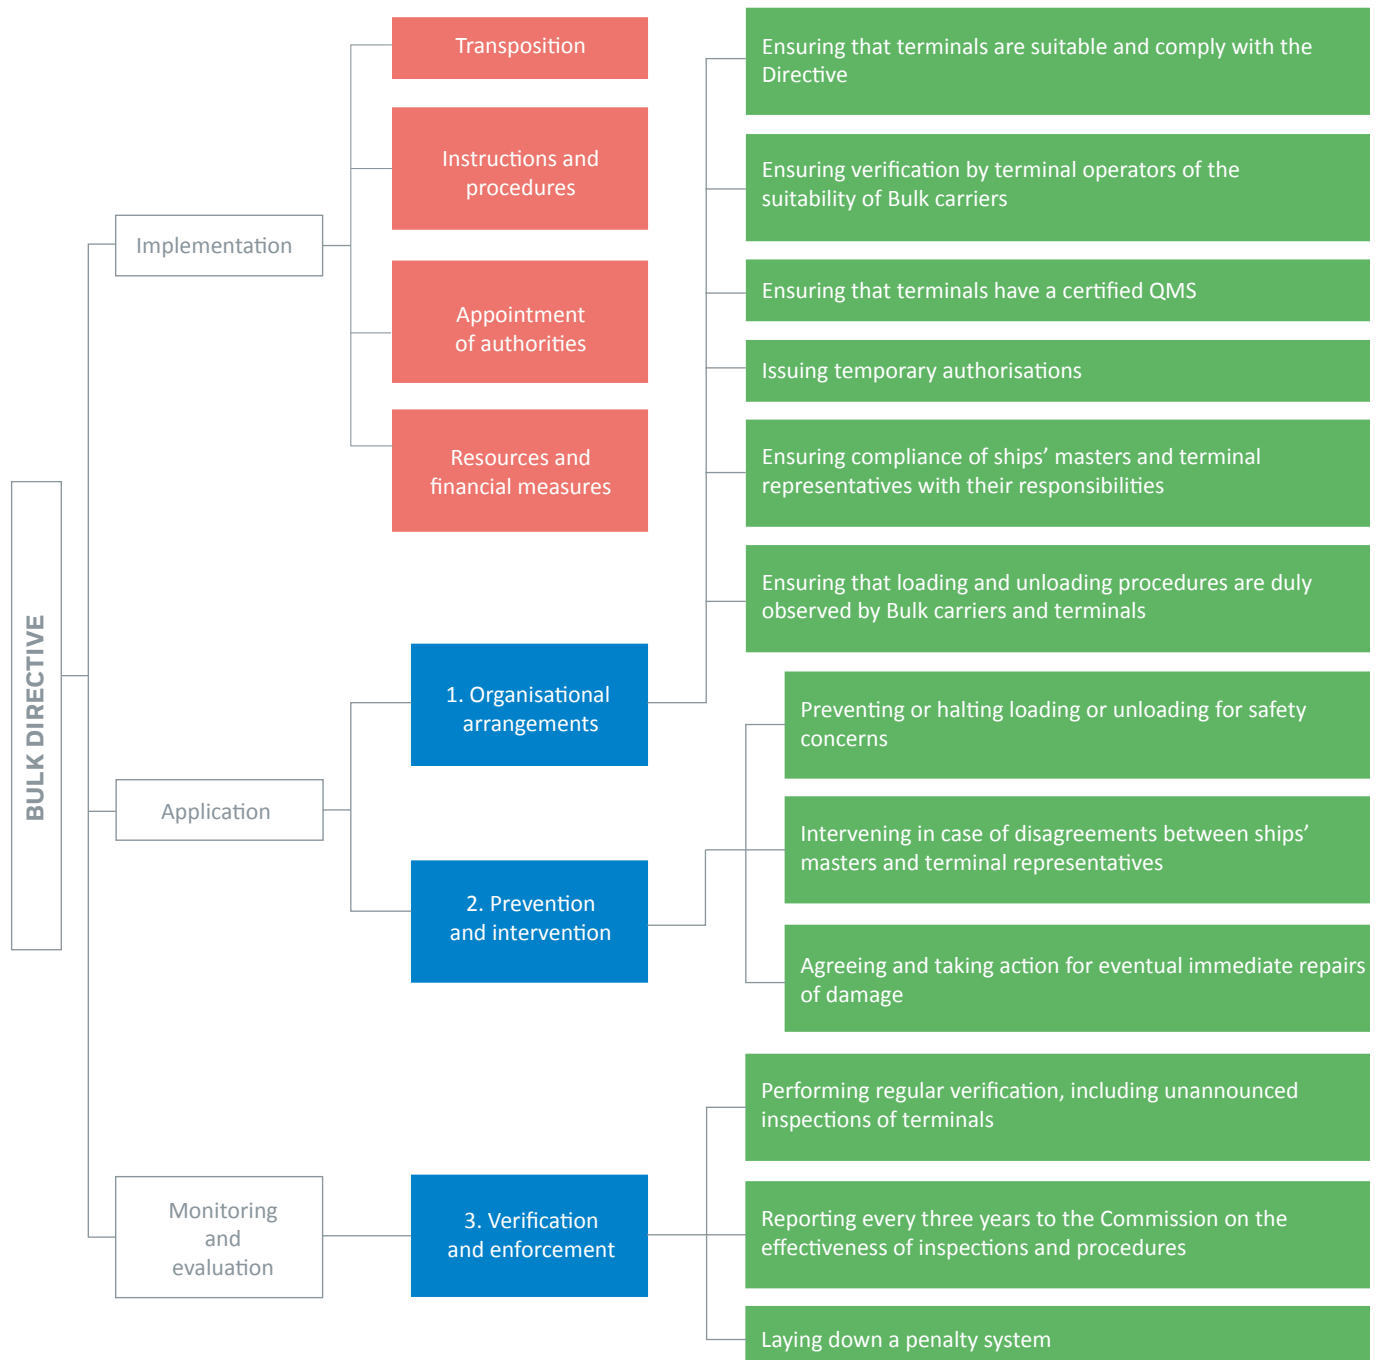 BULK DIRECTIVE
Implementation
Transposition
Instructions and
procedures
Appointment
of authorities
Resources and
financial measures
Application
1. Organisational
arrangements
Ensuring that terminals are suitable and comply with the
Directive
Ensuring verification by terminal operators of the
suitability of Bulk carriers
Ensuring that terminals have a certified QMS
Issuing temporary authorisations
Ensuring compliance of ships’ masters and terminal
representatives with their responsibilities
Ensuring that loading and unloading procedures are duly
observed by Bulk carriers and terminals
2. Prevention
and intervention
Preventing or halting loading or unloading for safety
concerns
Intervening in case of disagreements between ships’
masters and terminal representatives
Agreeing and taking action for eventual immediate repairs
of damage
Monitoring
and
evaluation
3. Verification
and enforcement
Performing regular verification, including unannounced
inspections of terminals
Reporting every three years to the Commission on the
effectiveness of inspections and procedures
Laying down a penalty system